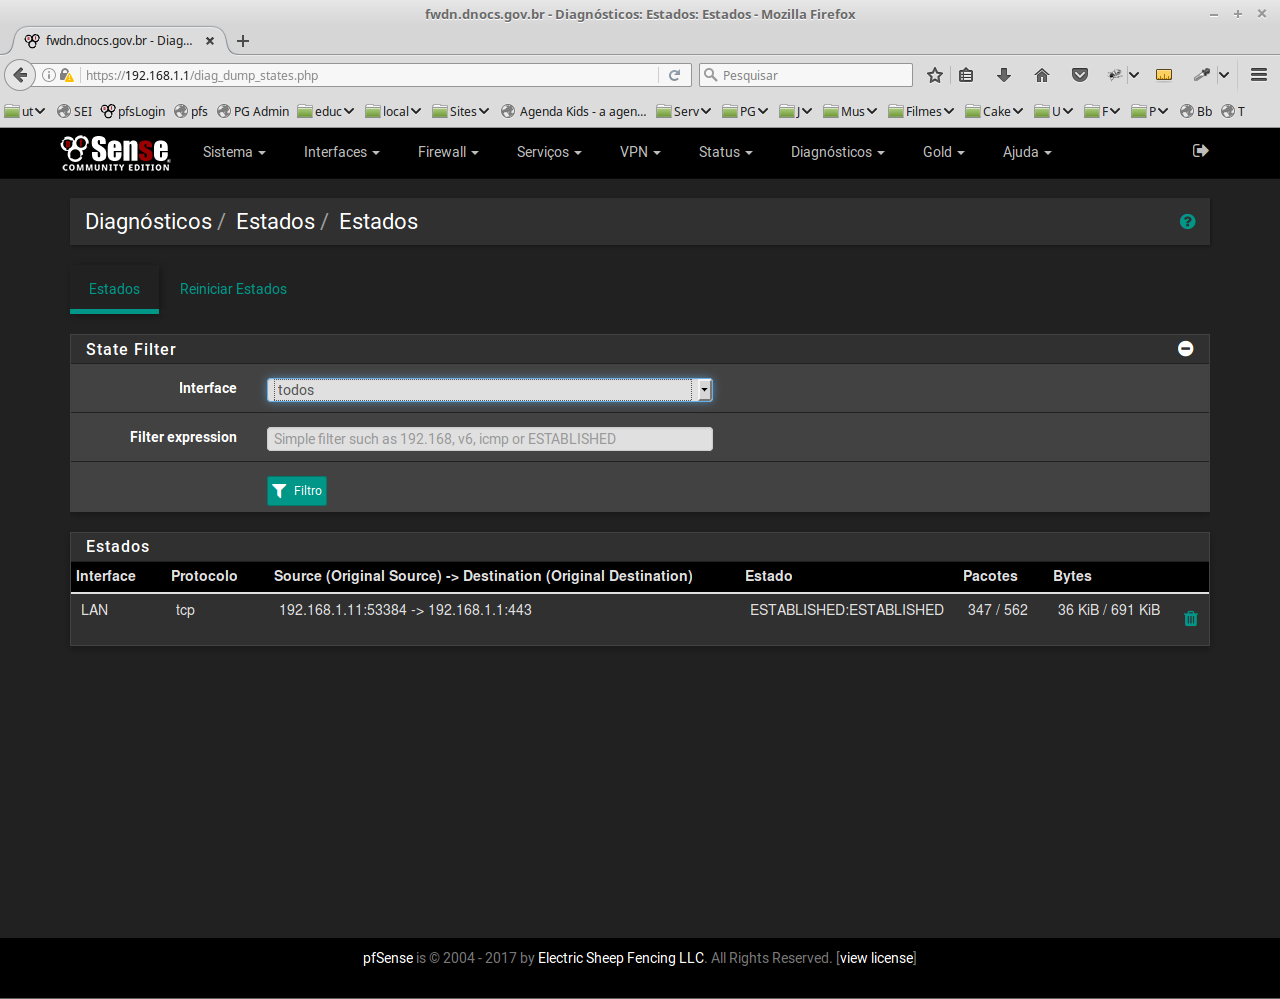 fwdn.dnocs.gov.br - Diagnósticos: Estados: Estados - Mozilla Firefox
fwdn.dnocs.gov.br - Diag...
https://192.168.1.1/diag_dump_states.php
Pesquisar
ut SEI pfsLogin pfs PG Admin educ local Sites Agenda Kids - a agen... Serv PG J Mus Filmes Cake U F P Bb T
Sense
COMMUNITY EDITION
Sistema Interfaces Firewall Serviços VPN Status Diagnósticos Gold Ajuda
Diagnósticos / Estados / Estados
Estados Reiniciar Estados
State Filter
Interface todos
Filter expression Simple filter such as 192.168, v6, icmp or ESTABLISHED
Filtro
Estados
Interface Protocolo Source (Original Source) -> Destination (Original Destination) Estado Pacotes Bytes
LAN tcp 192.168.1.11:53384 -> 192.168.1.1:443 ESTABLISHED:ESTABLISHED 347 / 562 36 KiB / 691 KiB
pfSense is © 2004 - 2017 by Electric Sheep Fencing LLC. All Rights Reserved. [view license]